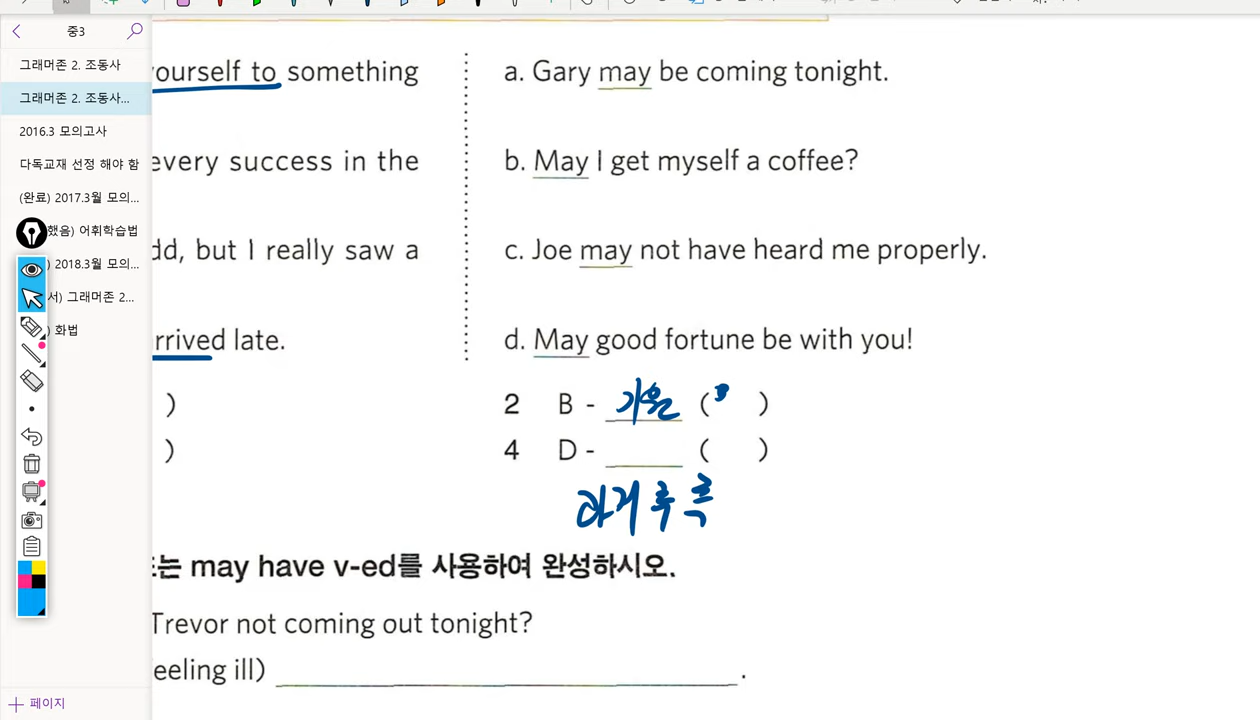 중3
그래머존 2. 조동사
그래머존 2. 조동사...
2016.3 모의고사
다독교재 선정 해야 함
(완료) 2017.3월 모의...
했음) 어휘학습법
) 2018.3월 모의...
서) 그래머존 2...
) 화법
페이지
yourself to something
every success in the
dd, but I really saw a
rrived late.
)
)
a. Gary may be coming tonight.
b. May I get myself a coffee?
c. Joe may not have heard me properly.
d. May good fortune be with you!
2 B - 기원 ( )
4 D - ( )
과거추측
는 may have v-ed를 사용하여 완성하시오.
Trevor not coming out tonight?
eeling ill) .